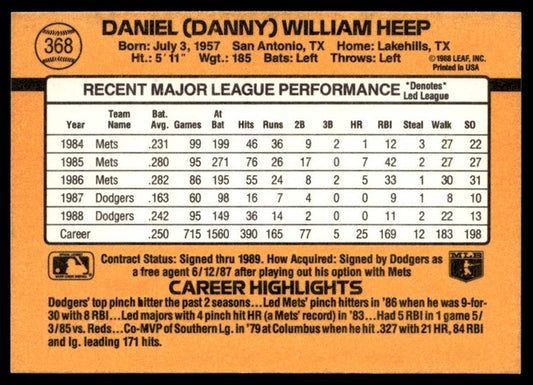 368
DANIEL (DANNY) WILLIAM HEEP
Born: July 3, 1957 San Antonio, TX Home: Lakehills, TX
Ht.: 5' 11" Wgt.: 185 Bats: Left Throws: Left
©1988 LEAF, INC.
Printed in USA
RECENT MAJOR LEAGUE PERFORMANCE *Denotes* Led League
Year Team Name Bat. Avg. Games At Bat Hits Runs 2B 3B HR RBI Steal Walk SO
1984 Mets .231 99 199 46 36 9 2 1 12 3 27 22
1985 Mets .280 95 271 76 26 17 2 7 42 2 27 27
1986 Mets .282 86 195 55 24 8 2 5 33 1 30 31
1987 Dodgers .163 60 98 16 7 4 0 0 9 1 8 10
1988 Dodgers .242 95 149 36 14 2 0 0 11 2 22 13
Career .250 715 1560 390 165 77 5 25 169 12 183 198
Contract Status: Signed thru 1989. How Acquired: Signed by Dodgers as
a free agent 6/12/87 after playing out his option with Mets
MLB
CAREER HIGHLIGHTS
Dodgers' top pinch hitter the past 2 seasons...Led Mets' pinch hitters in '86 when he was 9-for-
30 with 8 RBI...Led majors with 4 pinch hit HR (a Mets' record) in '83...Had 5 RBI in 1 game 5/
3/85 vs. Reds...Co-MVP of Southern Lg. in '79 at Columbus when he hit .327 with 21 HR, 84 RBI
and lg. leading 171 hits.